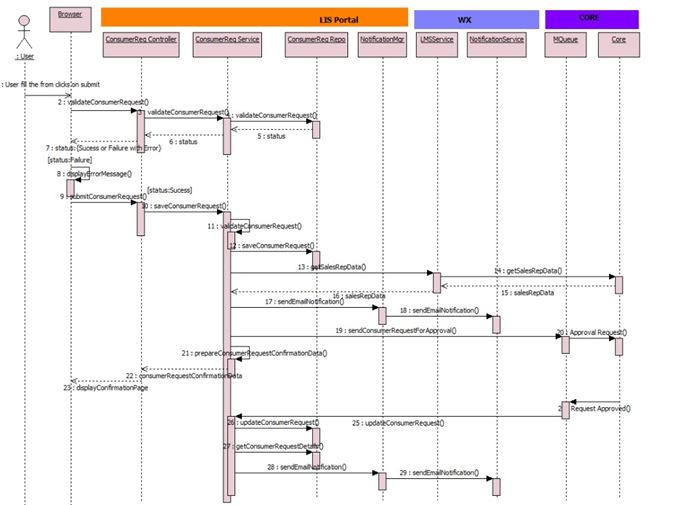 LIS Portal
WX
CORE
Browser
ConsumerReq Controller
ConsumerReq Service
ConsumerReq Repo
NotificationMgr
LMSService
NotificationService
MQueue
Core
: User
: User fill the from clicks on submit
2 : validateConsumerRequest()
3 : validateConsumerRequest()
4 : validateConsumerRequest()
5 : status
6 : status
7 : status:{Sucess or Failure with Error}
[status:Failure]
8 : displayErrorMessage()
[status:Sucess]
9 : submitConsumerRequest()
10 : saveConsumerRequest()
11 : validateConsumerRequest()
12 : saveConsumerRequest()
13 : getSalesRepData()
14 : getSalesRepData()
15 : salesRepData
16 : salesRepData
17 : sendEmailNotification()
18 : sendEmailNotification()
19 : sendConsumerRequestForApproval()
20 : Approval Request()
21 : prepareConsumerRequestConfirmationData()
22 : consumerRequestConfirmationData
23 : displayConfirmationPage
Request Approved()
25 : updateConsumerRequest()
26 : updateConsumerRequest()
27 : getConsumerRequestDetails()
28 : sendEmailNotification()
29 : sendEmailNotification()